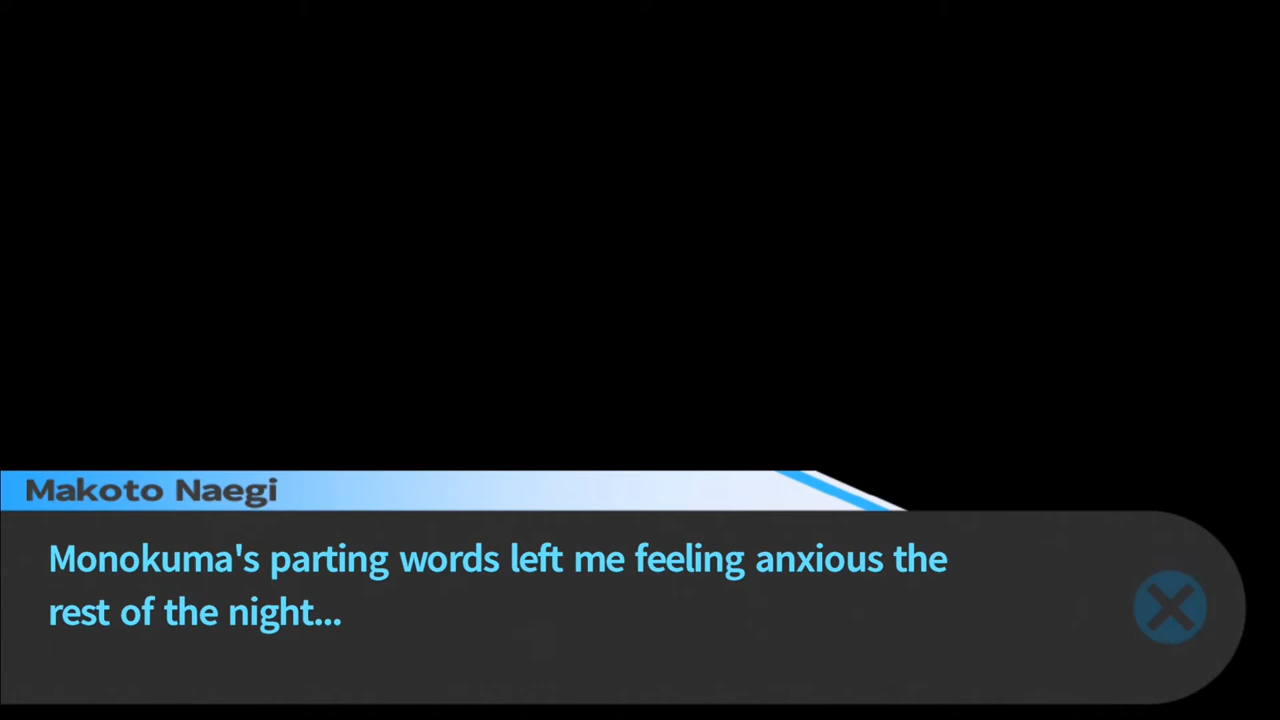 Makoto Naegi
Monokuma's parting words left me feeling anxious the
rest of the night...